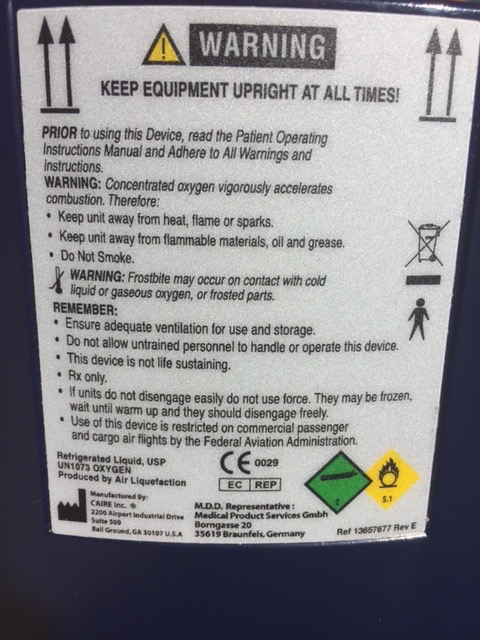 WARNING
KEEP EQUIPMENT UPRIGHT AT ALL TIMES!
PRIOR to using this Device, read the Patient Operating
Instructions Manual and Adhere to All Warnings and
instructions.
WARNING: Concentrated oxygen vigorously accelerates
combustion. Therefore:
• Keep unit away from heat, flame or sparks.
• Keep unit away from flammable materials, oil and grease.
• Do Not Smoke.
WARNING: Frostbite may occur on contact with cold
liquid or gaseous oxygen, or frosted parts.
REMEMBER:
• Ensure adequate ventilation for use and storage.
• Do not allow untrained personnel to handle or operate this device.
• This device is not life sustaining.
• Rx only.
• If units do not disengage easily do not use force. They may be frozen,
wait until warm up and they should disengage freely.
• Use of this device is restricted on commercial passenger
and cargo air flights by the Federal Aviation Administration.
Refrigerated Liquid, USP
UN1073 OXYGEN
Produced by Air Liquefaction
Manufactured By:
CAIRE Inc. ®
2200 Airport Industrial Drive
Suite 500
Ball Ground, GA 30107 U.S.A
CE 0029
EC REP
M.D.D. Representative:
Medical Product Services GmbH
Borngasse 20
35619 Braunfels, Germany
2
5.1
Ref 13657677 Rev E